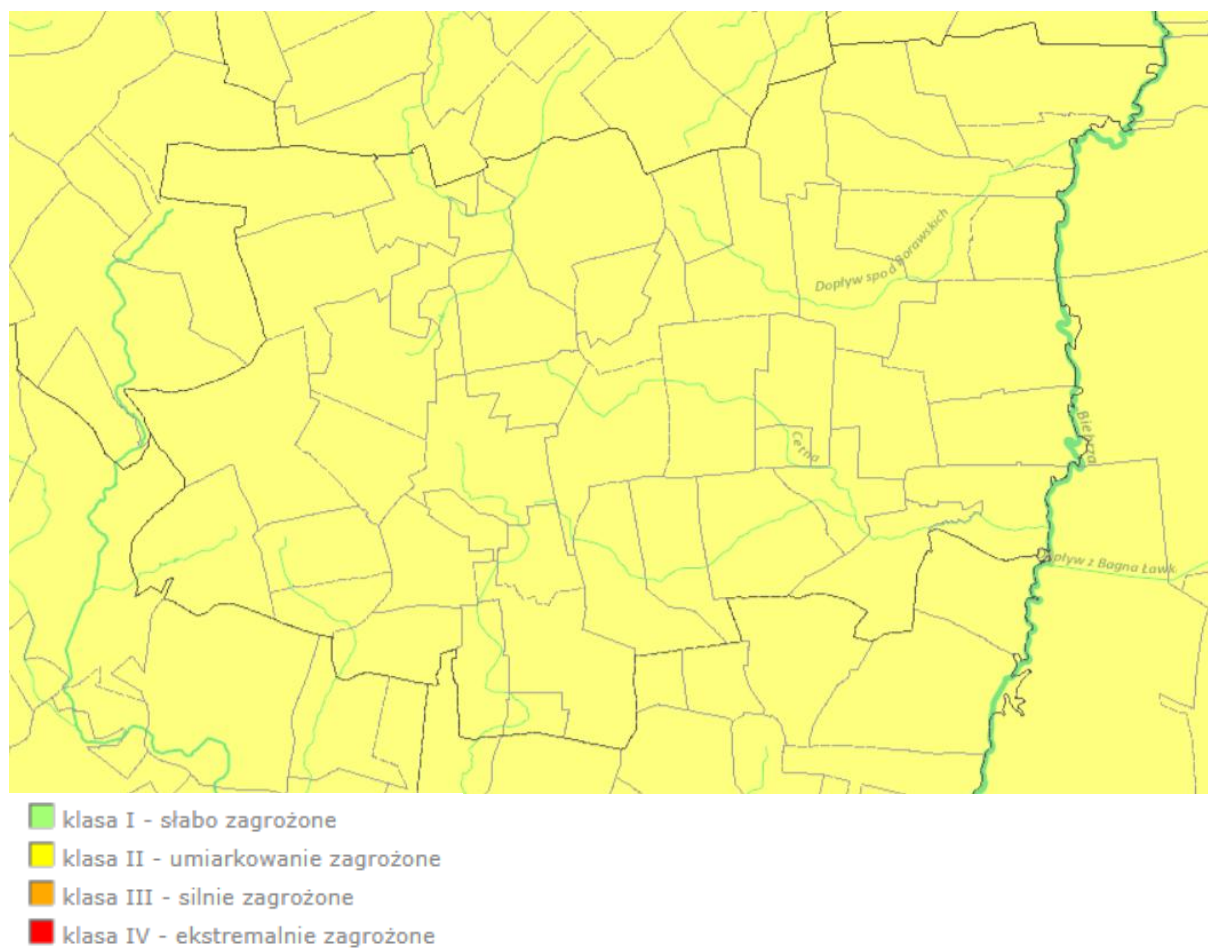 Dopływ spod Borawskich
Biebrza
Cetna
Dopływ z Bagna Ławk
klasa I - słabo zagrożone
klasa II - umiarkowanie zagrożone
klasa III - silnie zagrożone
klasa IV - ekstremalnie zagrożone